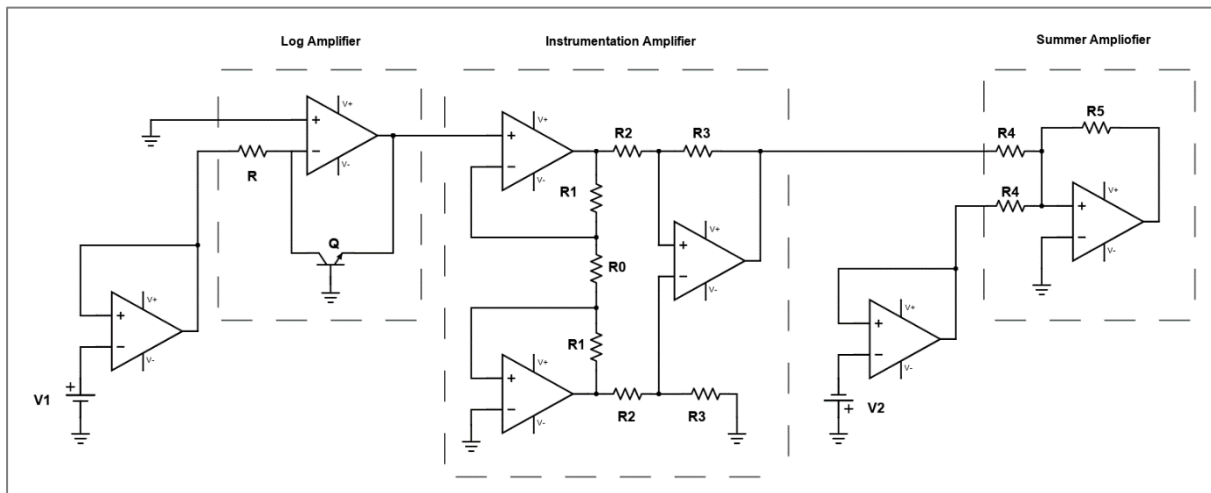 Log Amplifier
Instrumentation Amplifier
Summer Ampliofier
V+
+
−
V-
R
Q
V+
+
−
V-
V1
+
V+
+
−
V-
R1
R2
R3
R0
V+
+
−
V-
R1
V+
+
−
V-
R2
R3
R4
R5
R4
V+
+
−
V-
V+
+
−
V-
V2
+